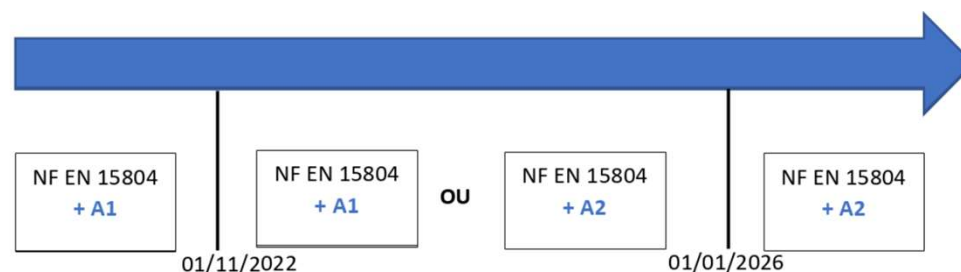 NF EN 15804
+ A1
NF EN 15804
+ A1
OU
NF EN 15804
+ A2
NF EN 15804
+ A2
01/11/2022
01/01/2026